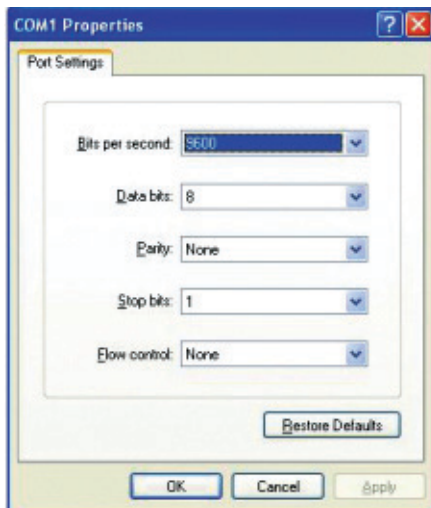 COM1 Properties
Port Settings
Bits per second: 9600
Data bits: 8
Parity: None
Stop bits: 1
Flow control: None
Restore Defaults
OK Cancel Apply